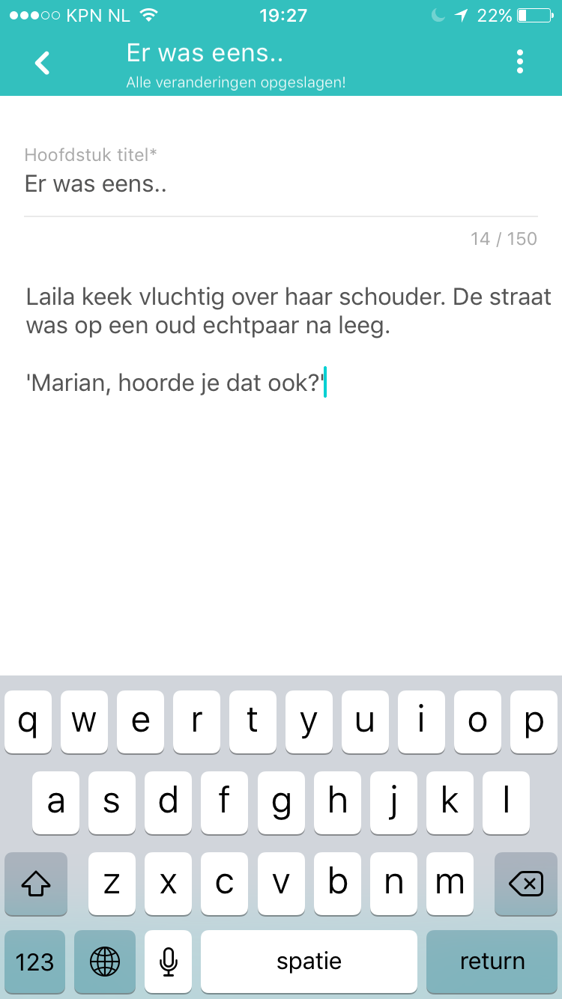 KPN NL 19:27 22%
Er was eens..
Alle veranderingen opgeslagen!
Hoofdstuk titel*
Er was eens..
14 / 150
Laila keek vluchtig over haar schouder. De straat
was op een oud echtpaar na leeg.
'Marian, hoorde je dat ook?'
q w e r t y u i o p
a s d f g h j k l
z x c v b n m
123 spatie return